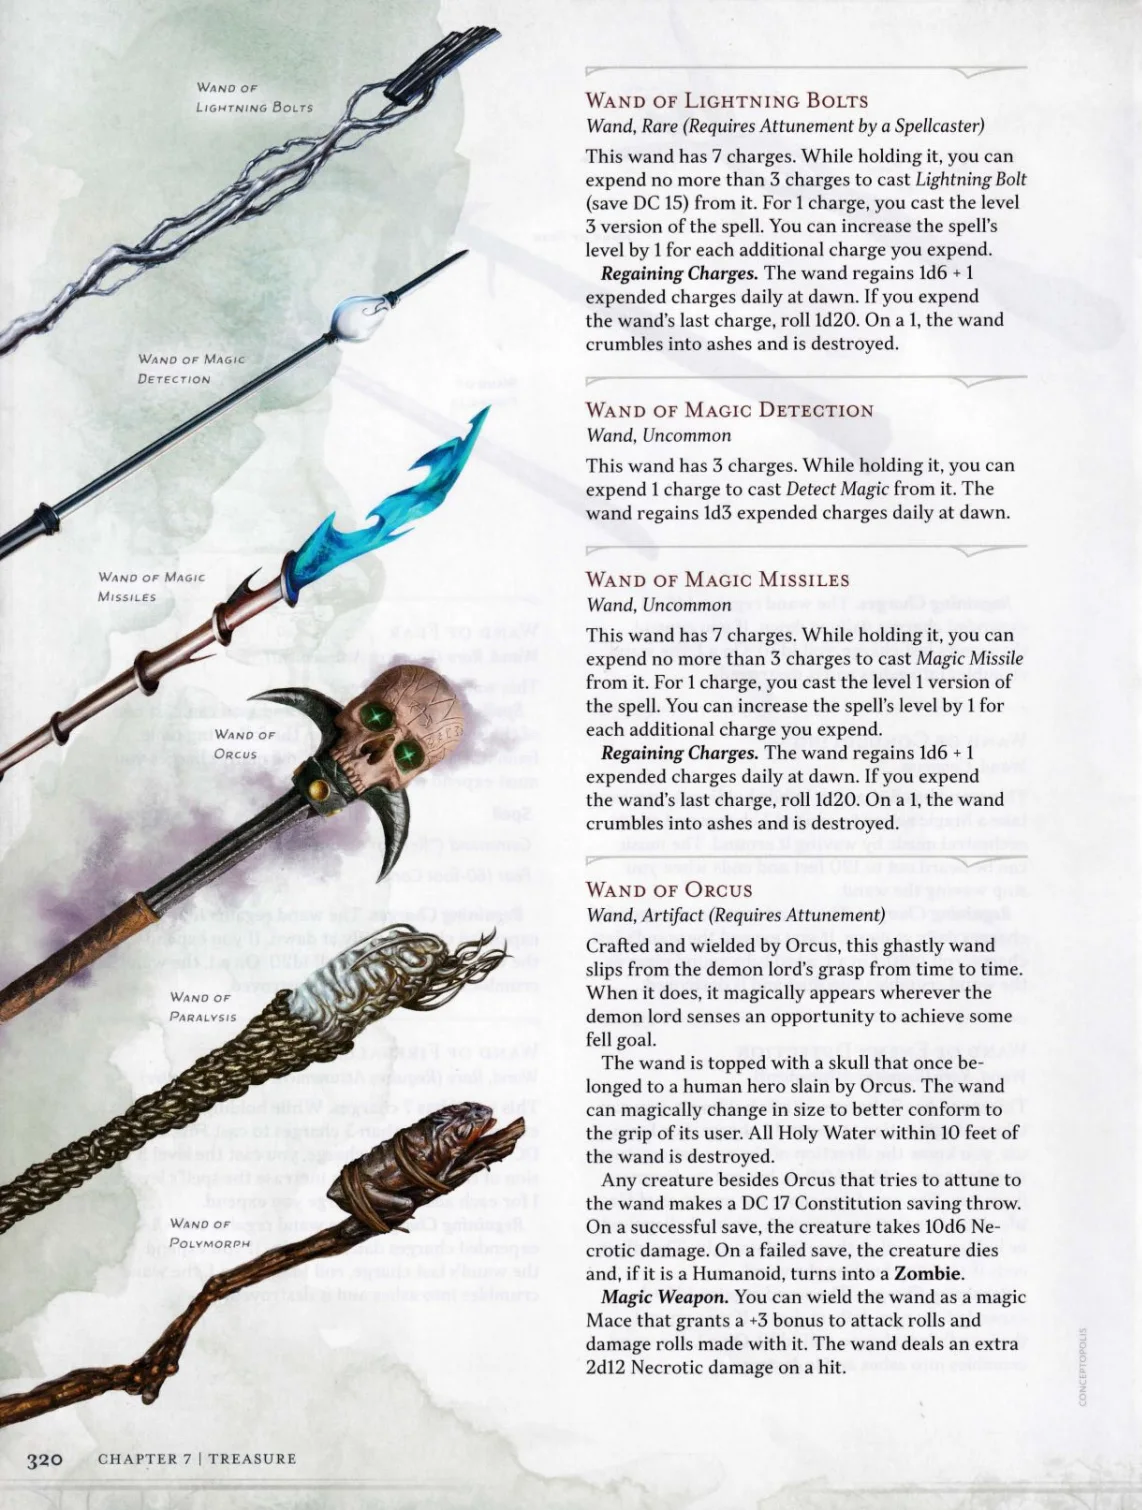 Wand of
Lightning Bolts
Wand of Magic
Detection
Wand of Magic
Missiles
Wand of
Orcus
Wand of
Paralysis
Wand of
Polymorph
Wand of Lightning Bolts
Wand, Rare (Requires Attunement by a Spellcaster)
This wand has 7 charges. While holding it, you can
expend no more than 3 charges to cast Lightning Bolt
(save DC 15) from it. For 1 charge, you cast the level
3 version of the spell. You can increase the spell's
level by 1 for each additional charge you expend.
Regaining Charges. The wand regains 1d6 + 1
expended charges daily at dawn. If you expend
the wand's last charge, roll 1d20. On a 1, the wand
crumbles into ashes and is destroyed.
Wand of Magic Detection
Wand, Uncommon
This wand has 3 charges. While holding it, you can
expend 1 charge to cast Detect Magic from it. The
wand regains 1d3 expended charges daily at dawn.
Wand of Magic Missiles
Wand, Uncommon
This wand has 7 charges. While holding it, you can
expend no more than 3 charges to cast Magic Missile
from it. For 1 charge, you cast the level 1 version of
the spell. You can increase the spell's level by 1 for
each additional charge you expend.
Regaining Charges. The wand regains 1d6 + 1
expended charges daily at dawn. If you expend
the wand's last charge, roll 1d20. On a 1, the wand
crumbles into ashes and is destroyed.
Wand of Orcus
Wand, Artifact (Requires Attunement)
Crafted and wielded by Orcus, this ghastly wand
slips from the demon lord's grasp from time to time.
When it does, it magically appears wherever the
demon lord senses an opportunity to achieve some
fell goal.
The wand is topped with a skull that once be-
longed to a human hero slain by Orcus. The wand
can magically change in size to better conform to
the grip of its user. All Holy Water within 10 feet of
the wand is destroyed.
Any creature besides Orcus that tries to attune to
the wand makes a DC 17 Constitution saving throw.
On a successful save, the creature takes 10d6 Ne-
crotic damage. On a failed save, the creature dies
and, if it is a Humanoid, turns into a Zombie.
Magic Weapon. You can wield the wand as a magic
Mace that grants a +3 bonus to attack rolls and
damage rolls made with it. The wand deals an extra
2d12 Necrotic damage on a hit.
CONCEPTOPOLIS
320 CHAPTER 7 | TREASURE